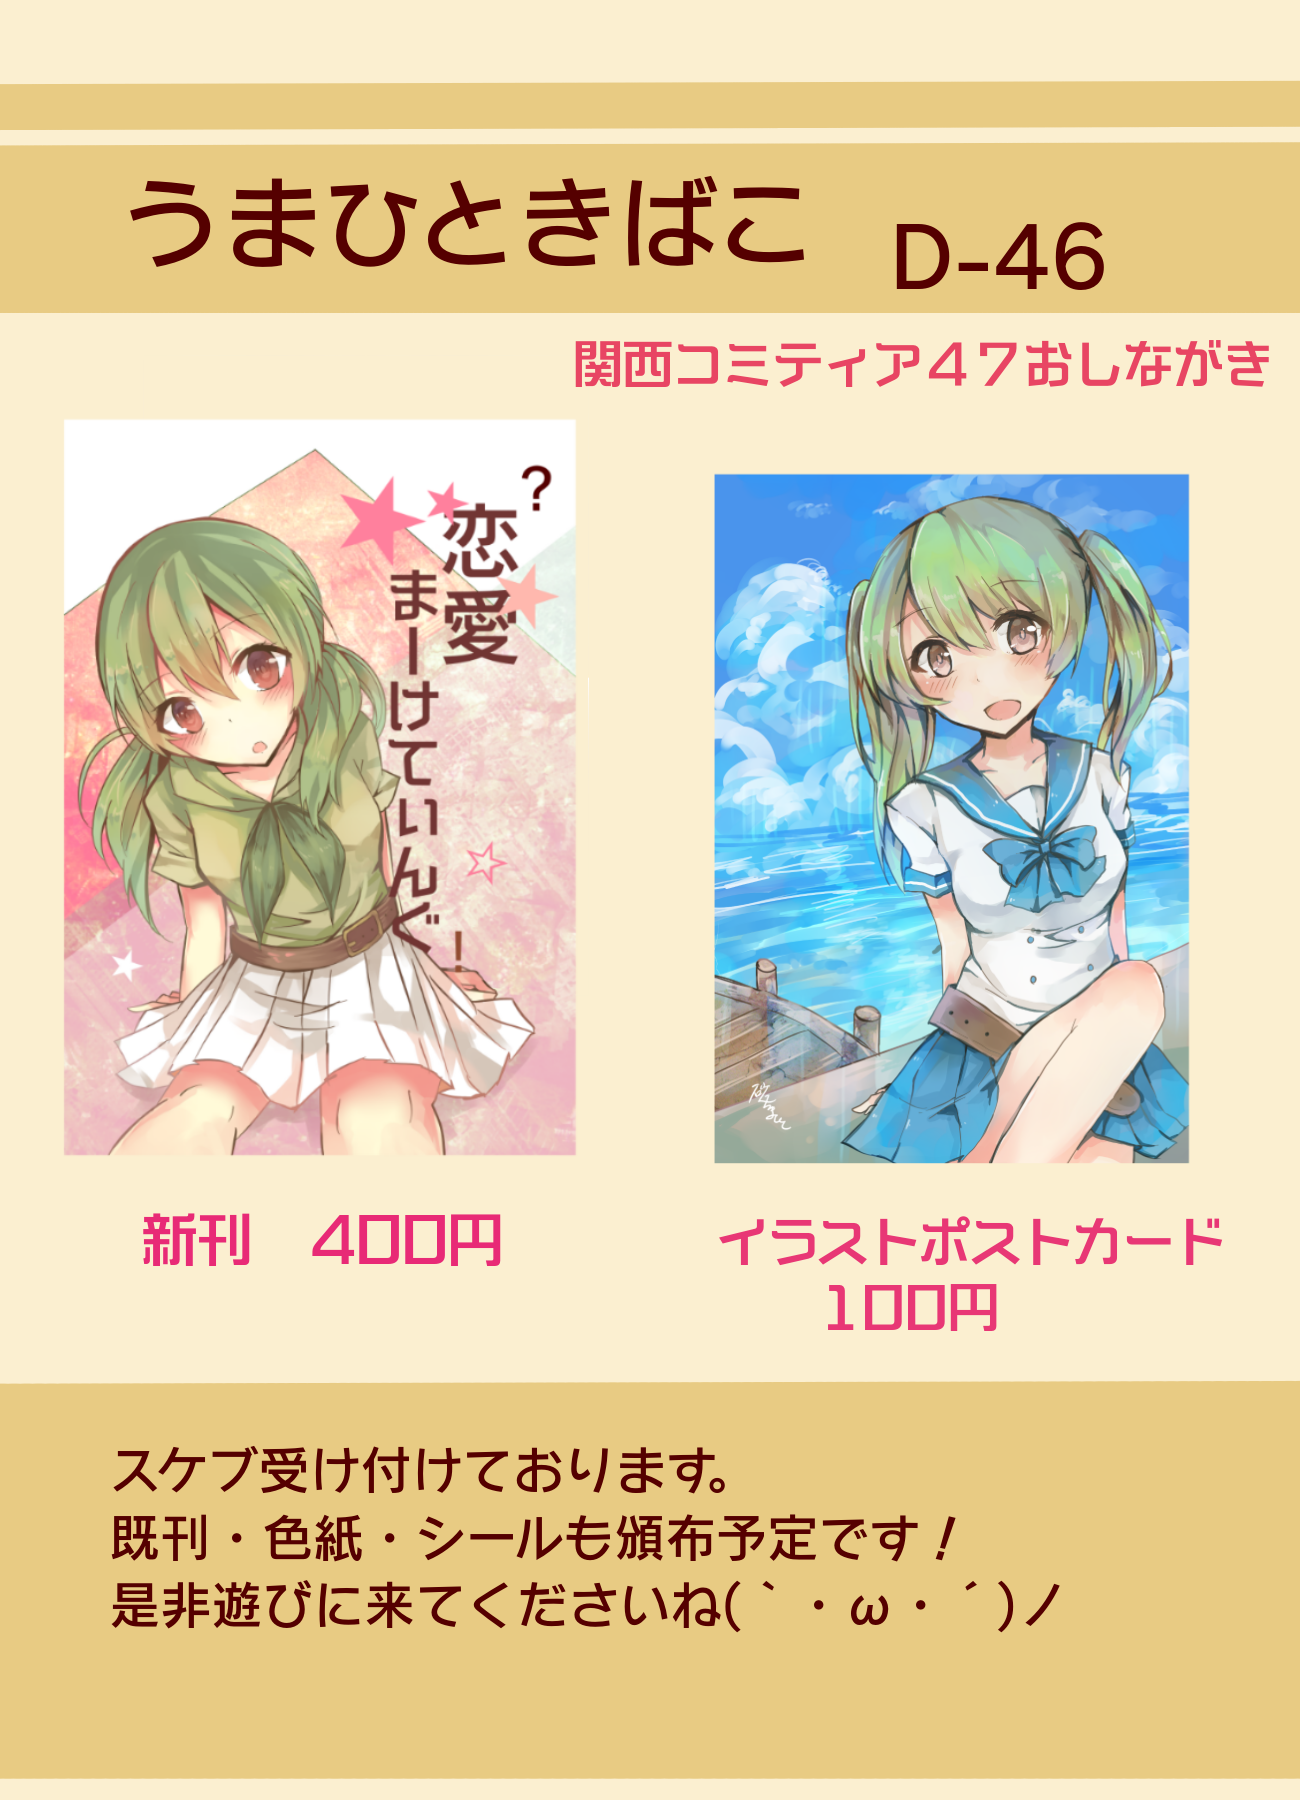 うまひときばこ
D-46
関西コミティア４７おしながき
？
恋愛
まーけてぃんぐ
！
新刊　400円
イラストポストカード
100円
スケブ受け付けております。
既刊・色紙・シールも頒布予定です！
是非遊びに来てくださいね(｀・ω・´)ノ